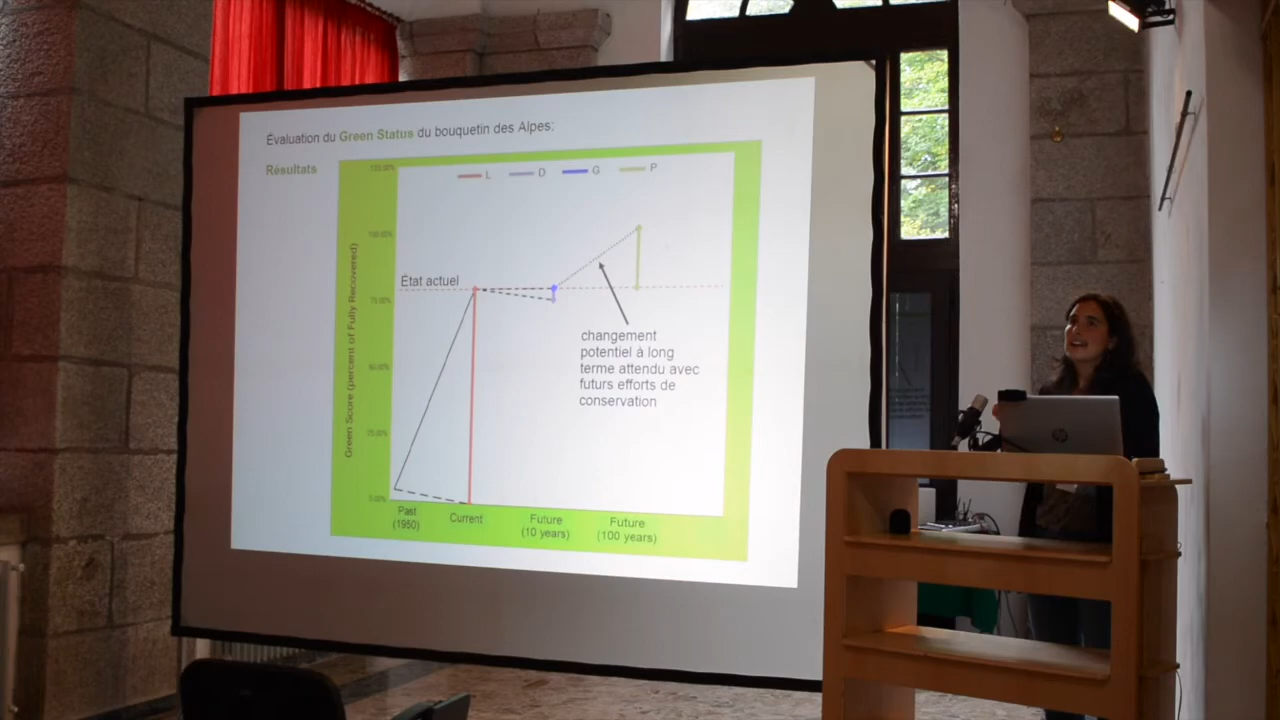 Évaluation du Green Status du bouquetin des Alpes:
Résultats
L D G P
Green Score (percent of Fully Recovered)
100.00%
75.00%
50.00%
25.00%
0.00%
État actuel
changement
potentiel à long
terme attendu avec
futurs efforts de
conservation
Past
(1950)
Current
Future
(10 years)
Future
(100 years)
hp